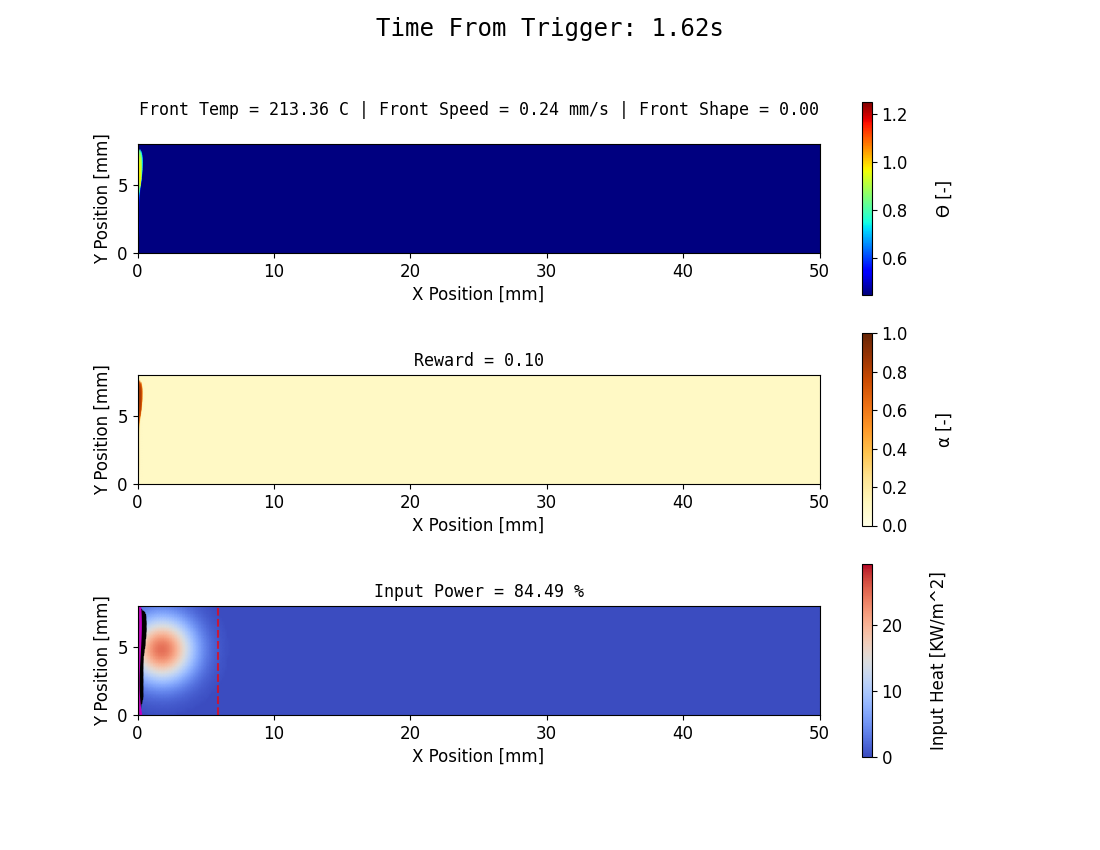 Time From Trigger: 1.62s
Front Temp = 213.36 C | Front Speed = 0.24 mm/s | Front Shape = 0.00
Y Position [mm]
5
0
0 10 20 30 40 50
X Position [mm]
1.2
1.0
0.8
0.6
Θ [-]
Reward = 0.10
Y Position [mm]
5
0
0 10 20 30 40 50
X Position [mm]
1.0
0.8
0.6
0.4
0.2
0.0
α [-]
Input Power = 84.49 %
Y Position [mm]
5
0
0 10 20 30 40 50
X Position [mm]
20
10
0
Input Heat [KW/m^2]